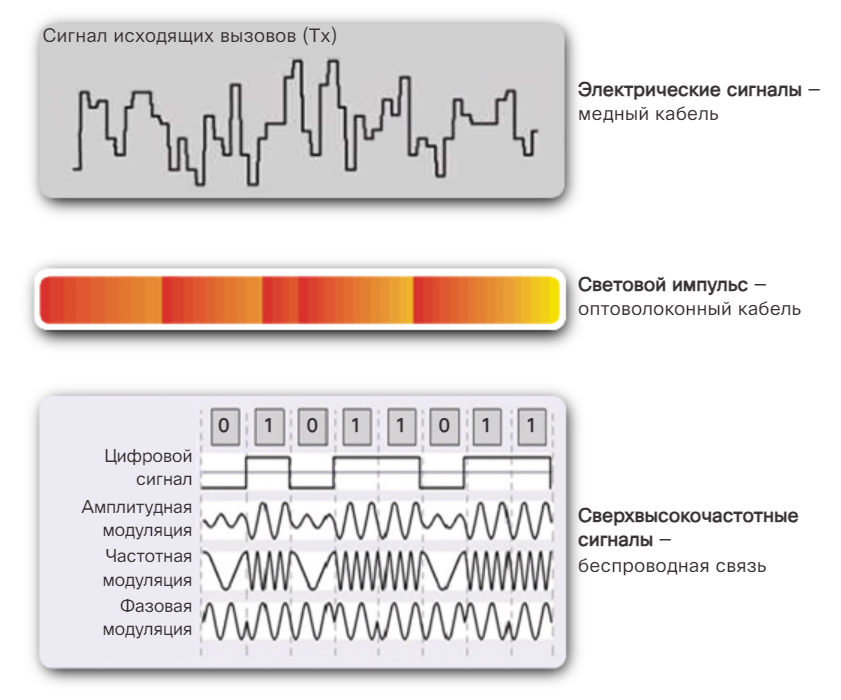 Сигнал исходящих вызовов (Tx)
Электрические сигналы –
медный кабель
Световой импульс –
оптоволоконный кабель
0 1 0 1 1 0 1 1
Цифровой
сигнал
Амплитудная
модуляция
Частотная
модуляция
Фазовая
модуляция
Сверхвысокочастотные
сигналы –
беспроводная связь